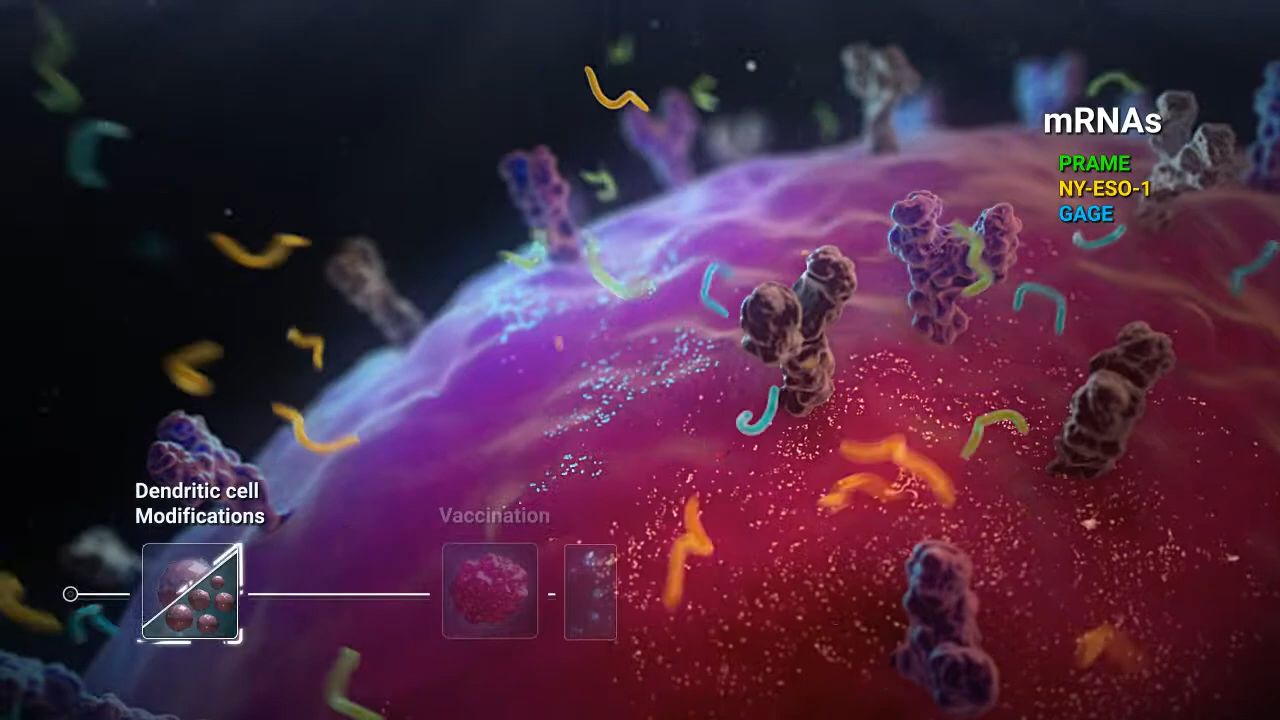 mRNAs
PRAME
NY-ESO-1
GAGE
Dendritic cell
Modifications
Vaccination